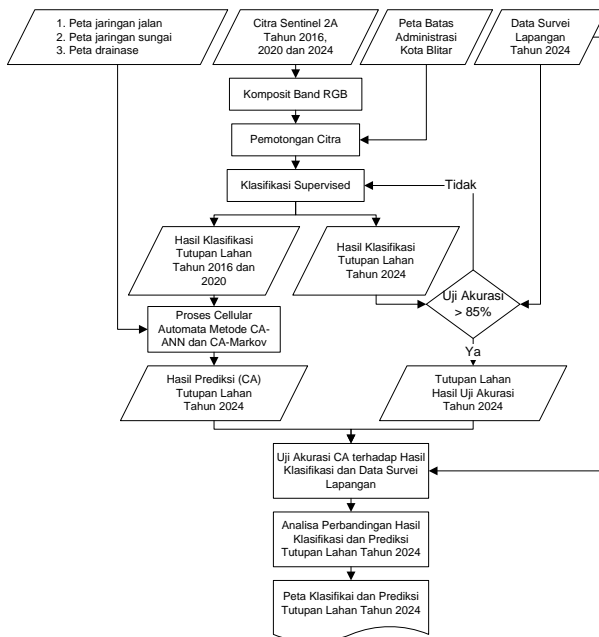 1. Peta jaringan jalan
2. Peta jaringan sungai
3. Peta drainase
Citra Sentinel 2A
Tahun 2016,
2020 dan 2024
Peta Batas
Administrasi
Kota Blitar
Data Survei
Lapangan
Tahun 2024
Komposit Band RGB
Pemotongan Citra
Klasifikasi Supervised
Tidak
Hasil Klasifikasi
Tutupan Lahan
Tahun 2016 dan
2020
Hasil Klasifikasi
Tutupan Lahan
Tahun 2024
Uji Akurasi
> 85%
Proses Cellular
Automata Metode CA-
ANN dan CA-Markov
Ya
Hasil Prediksi (CA)
Tutupan Lahan
Tahun 2024
Tutupan Lahan
Hasil Uji Akurasi
Tahun 2024
Uji Akurasi CA terhadap Hasil
Klasifikasi dan Data Survei
Lapangan
Analisa Perbandingan Hasil
Klasifikasi dan Prediksi
Tutupan Lahan Tahun 2024
Peta Klasifikai dan Prediksi
Tutupan Lahan Tahun 2024